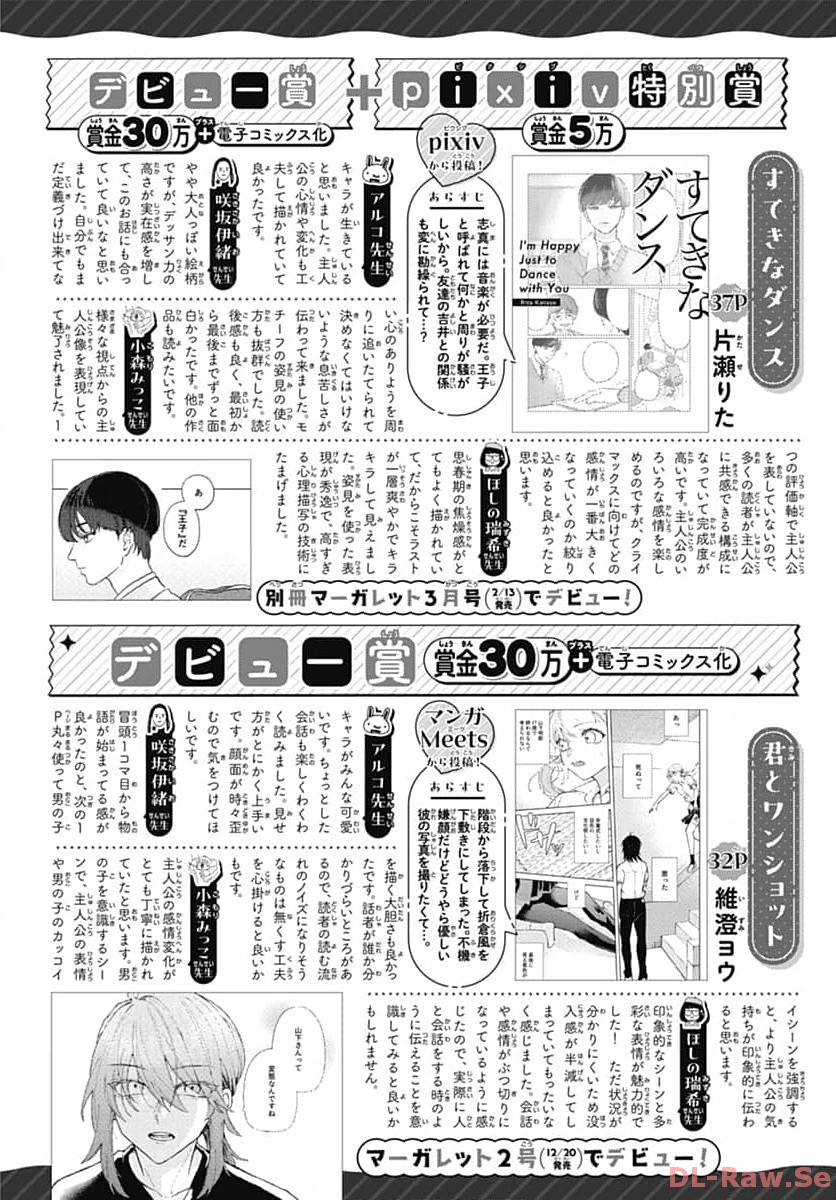 デビュー賞+pixiv特別賞
賞金30万+電子コミックス化
賞金5万
すてきなダンス
37P
片瀬りた
すてきな
ダンス
I'm Happy
Just to
Dance
with You
Rita Katase
pixiv
から投稿!
あらすじ
志真には音楽が必要だ。王子
と呼ばれて何かと周りが騒が
しいから。友達の吉井との関係
も変に勘繰られて…?
アルコ先生
キャラが生きている
と思いました。主人
公の心情や変化も工
夫して描かれていて
良かったです。
咲坂伊緒先生
やや大人っぽい絵柄
ですが、デッサン力の
高さが実在感を増し
て、このお話にも合っ
ていて良いなと思い
ました。自分でもま
だ定義づけ出来てな
い心のありようを周
りに追いたてられて
決めなくてはいけな
いような息苦しさが
伝わって来ました。モ
チーフの姿見の使い
方も抜群でした。読
後感も良く、最初か
ら最後までずっと面
白かったです。他の作
品も読みたいです。
小森みっこ先生
様々な視点からの主
人公像を表現してい
て魅了されました。1
つの評価軸で主人公
を表していないので、
多くの読者が主人公
に共感できる構成に
なっていて完成度が
高いです。主人公のい
ろいろな感情を楽し
めるのですが、クライ
マックスに向けてどの
感情が一番大きく
なっていくのか絞り
込めると良かったと
思います。
ほしの瑞希先生
思春期の焦燥感がと
てもよく描かれてい
て、だからこそラスト
が一層爽やかでキラ
キラして見えまし
た。姿見を使った表
現が秀逸で、高すぎ
る心理描写の技術に
たまげました。
あ
『王子』だ
別冊マーガレット3月号(2/13発売)でデビュー!
デビュー賞
賞金30万+電子コミックス化
君とワンショット
32P
維澄ヨウ
あっ
死ぬって
思った
けど
マンガ
Meets
から投稿!
あらすじ
階段から落下して折倉風を
下敷きにしてしまった。不機
嫌顔だけどどうやら優しい
彼の写真を撮りたくて…。
アルコ先生
キャラがみんな可愛
いです。ちょっとした
会話も楽しくわくわ
く読みました。見せ
方がとにかく上手い
です。顔面が時々歪
むので気をつけてほ
しいです。
咲坂伊緒先生
冒頭1コマ目から物
語が始まってる感が
良かったのと、次の1
P丸々使って男の子
を描く大胆さも良かっ
たです。話者が誰か分
かりづらいところがあ
るので、読者の読む流
れのノイズになりそう
なものは無くす工夫
を心掛けると良いか
もです。
小森みっこ先生
主人公の感情変化が
とても丁寧に描かれ
ていたと思います。男
の子を意識するシー
ンで、主人公の表情
や男の子のカッコイ
イシーンを強調する
と、より主人公の気
持ちが印象的に伝わ
ると思います。
ほしの瑞希先生
印象的なシーンと多
彩な表情が魅力的で
した!ただ状況が
分かりにくいため没
入感が半減してし
まっていてもったいな
く感じました。会話
や感情がぶつ切りに
なっているように感
じたので、実際に人
と会話をする時のよ
うに伝えることを意
識してみると良いか
もしれません。
山下さんって
変態なんですね
マーガレット2号(12/20発売)でデビュー!
DL-Raw.Se